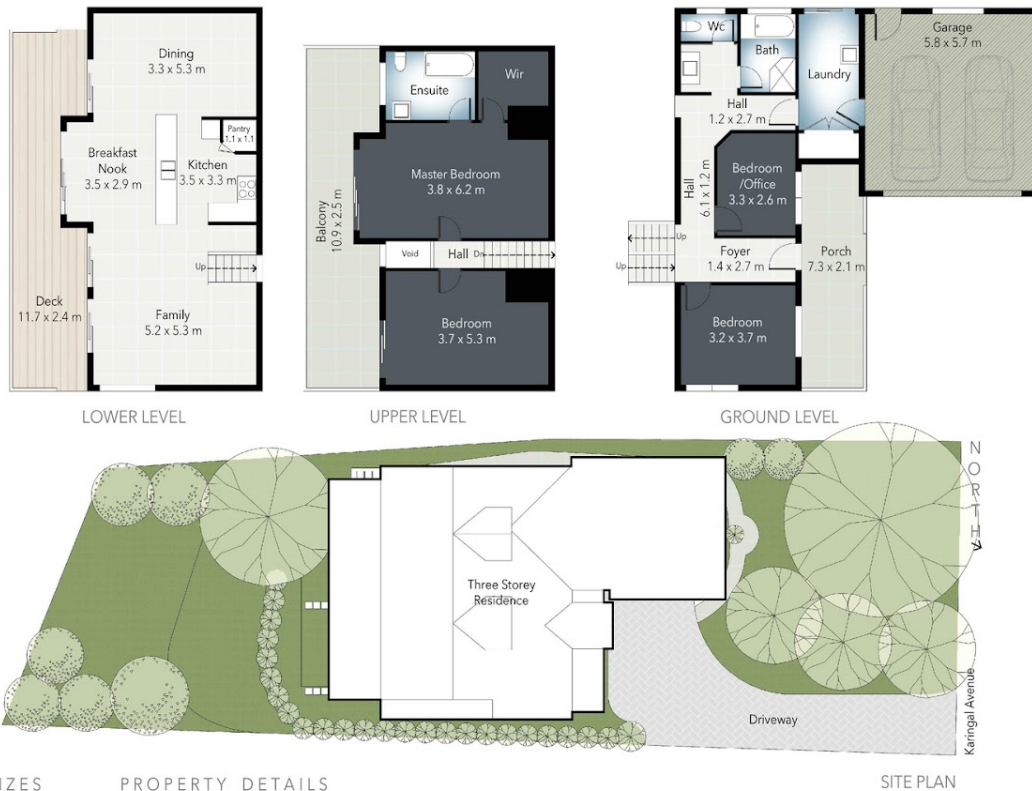 Dining
3.3 x 5.3 m
Pantry
1.1 x 1.1
Breakfast
Nook
3.5 x 2.9 m
Kitchen
3.5 x 3.3 m
Up
Deck
11.7 x 2.4 m
Family
5.2 x 5.3 m
LOWER LEVEL
Ensuite
Wir
Master Bedroom
3.8 x 6.2 m
Balcony
10.9 x 2.5 m
Void
Hall
Dn
Bedroom
3.7 x 5.3 m
UPPER LEVEL
Wc
Bath
Laundry
Garage
5.8 x 5.7 m
Hall
1.2 x 2.7 m
Hall
6.1 x 1.2 m
Bedroom
/Office
3.3 x 2.6 m
Up
Up
Foyer
1.4 x 2.7 m
Porch
7.3 x 2.1 m
Bedroom
3.2 x 3.7 m
GROUND LEVEL
NORTH
Three Storey
Residence
Driveway
Karingal Avenue
IZES
PROPERTY DETAILS
SITE PLAN